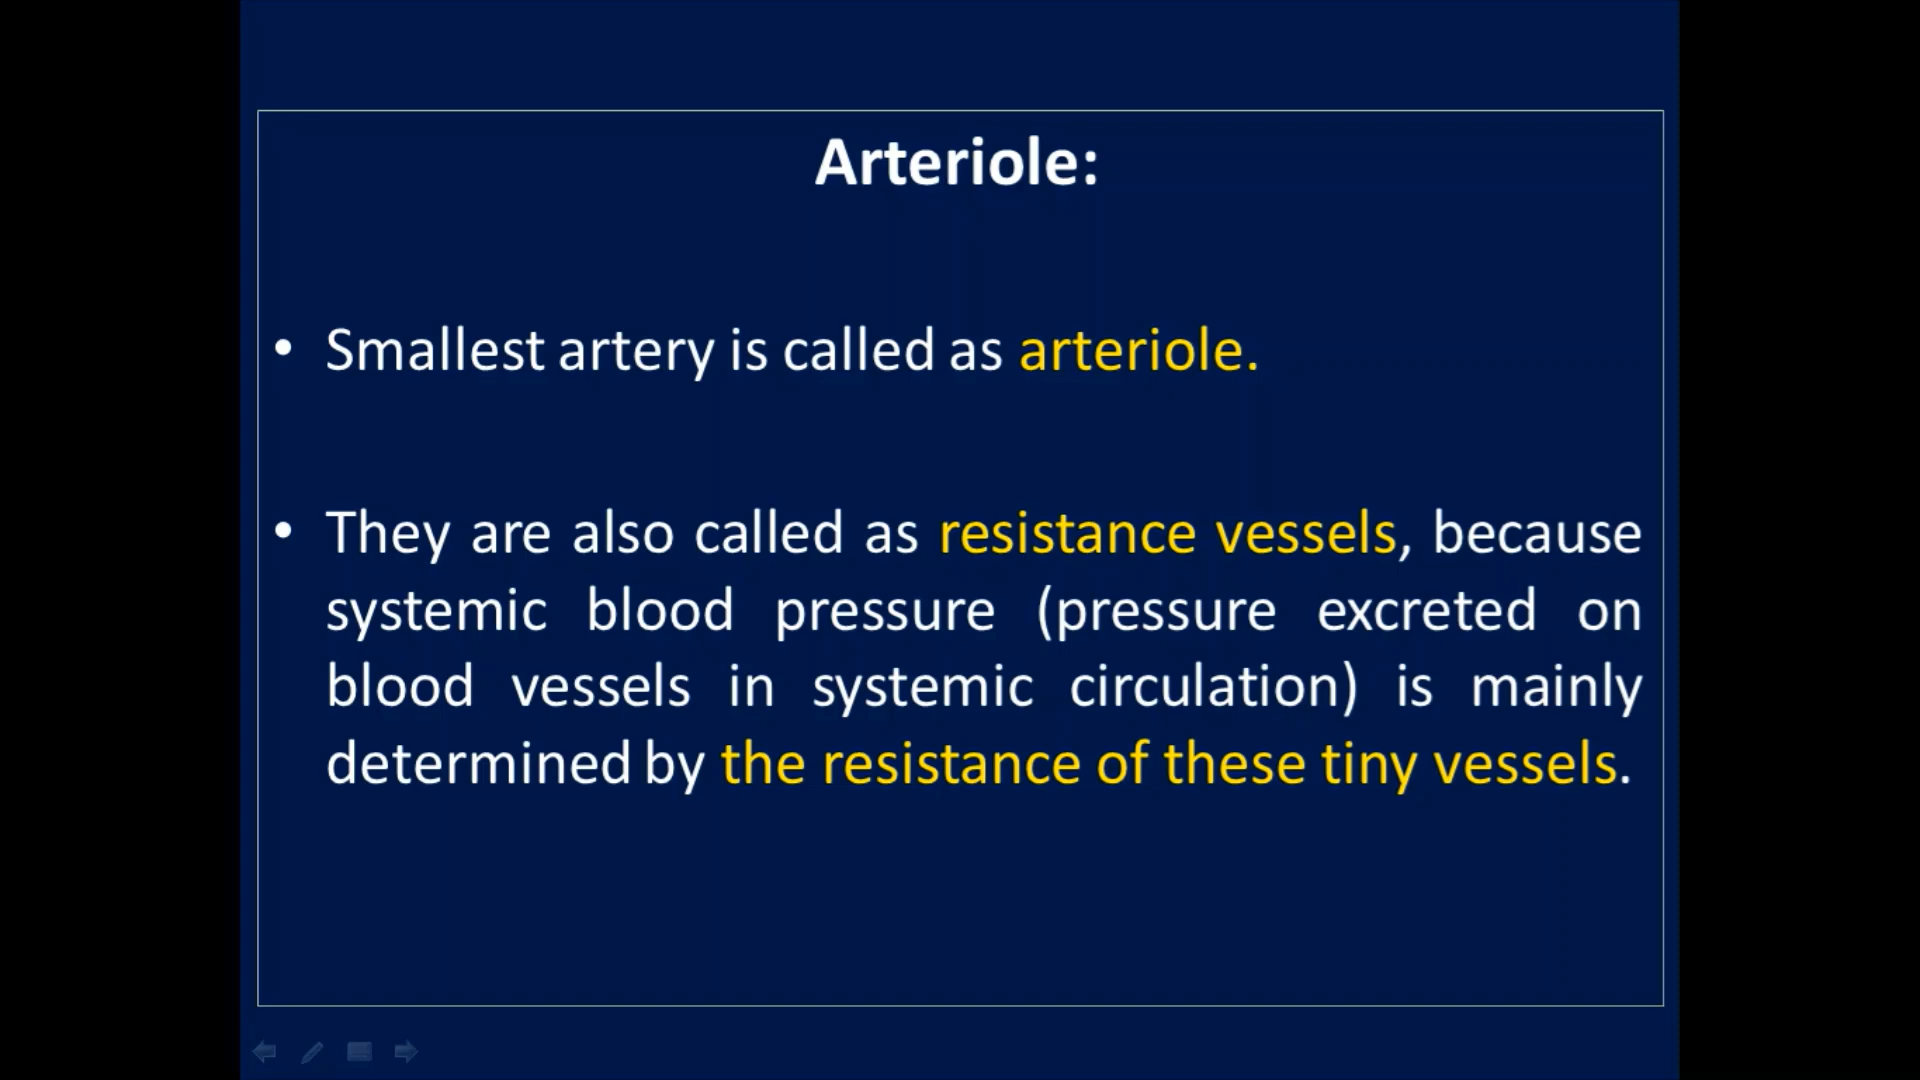 Arteriole:
• Smallest artery is called as arteriole.
• They are also called as resistance vessels, because
systemic blood pressure (pressure excreted on
blood vessels in systemic circulation) is mainly
determined by the resistance of these tiny vessels.